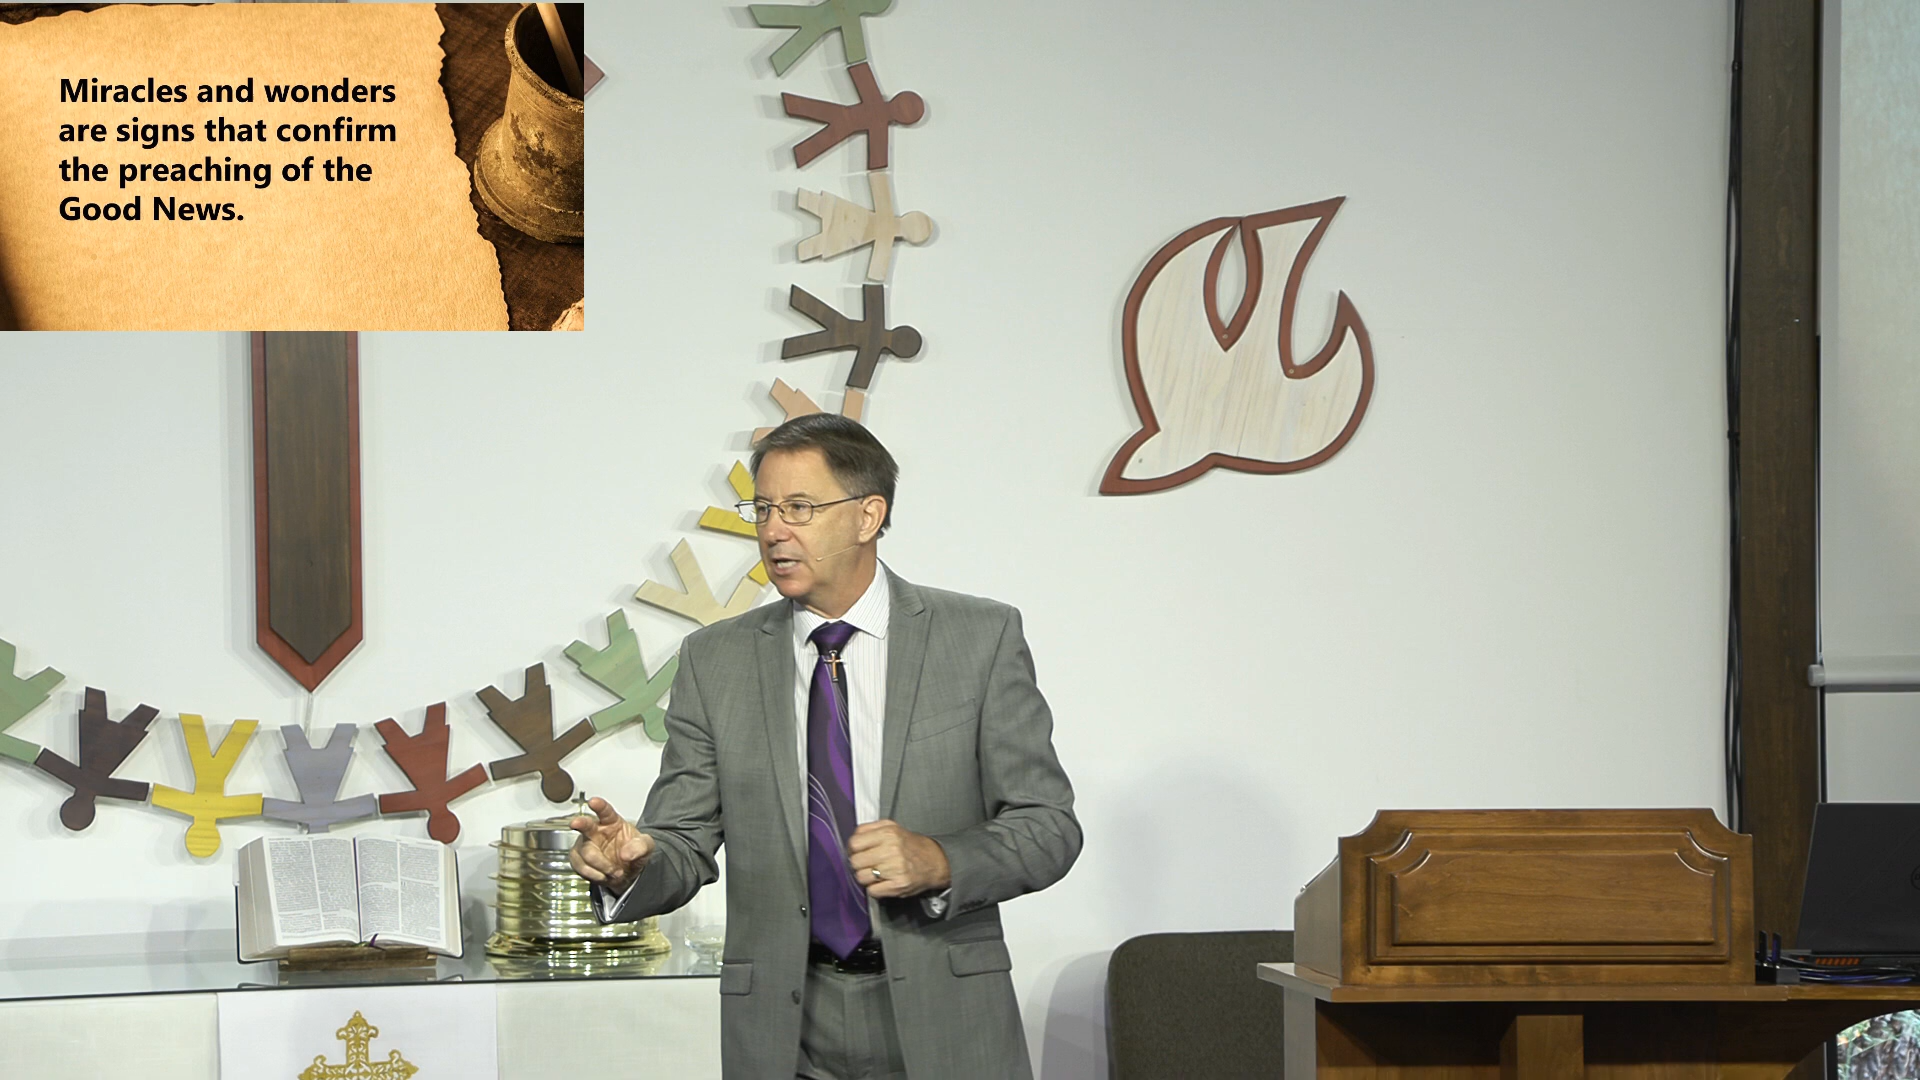 Miracles and wonders
are signs that confirm
the preaching of the
Good News.